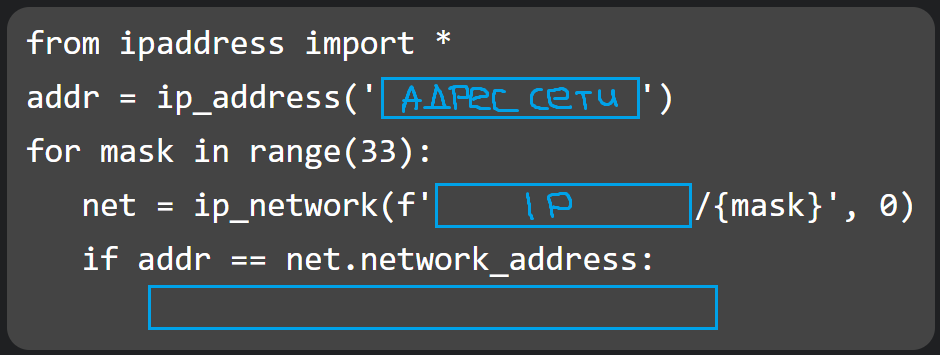 from ipaddress import *
addr = ip_address('АДРЕС СЕТИ')
for mask in range(33):
net = ip_network(f'IP/{mask}', 0)
if addr == net.network_address: